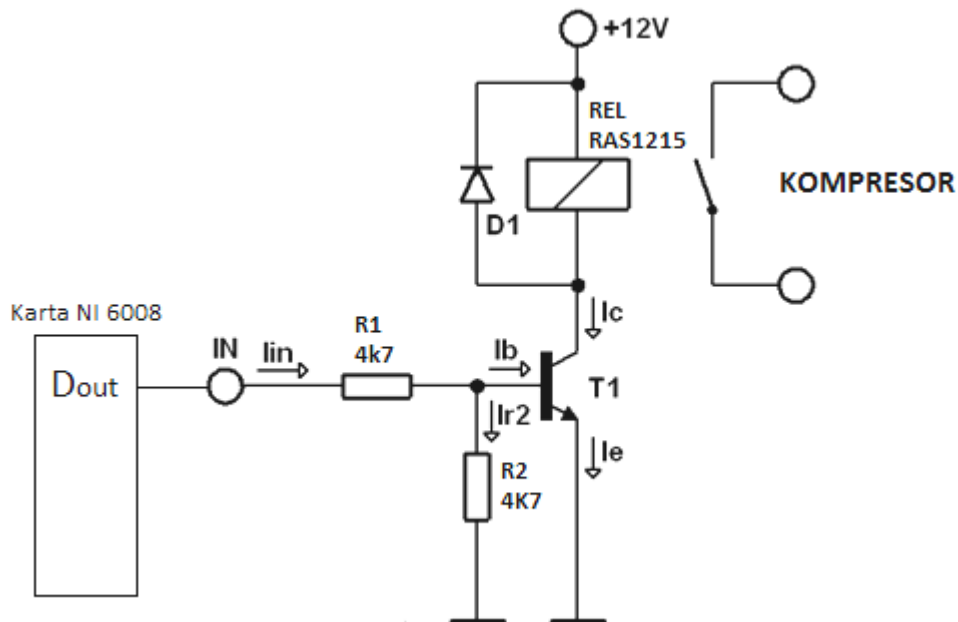 +12V
REL
RAS1215
KOMPRESOR
D1
Karta NI 6008
Ic
R1
4k7
IN
Iin
Ib
Dout
T1
Ir2
Ie
R2
4K7